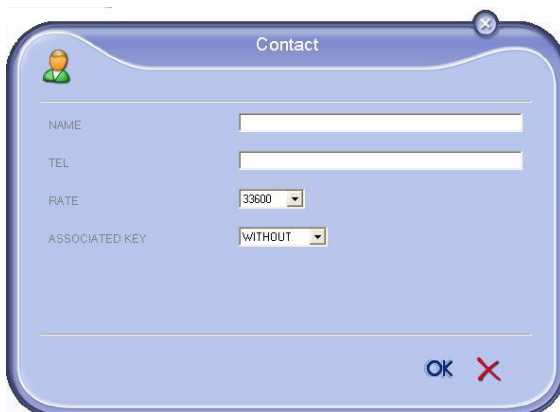 Contact
NAME
TEL
RATE 33600
ASSOCIATED KEY WITHOUT
OK